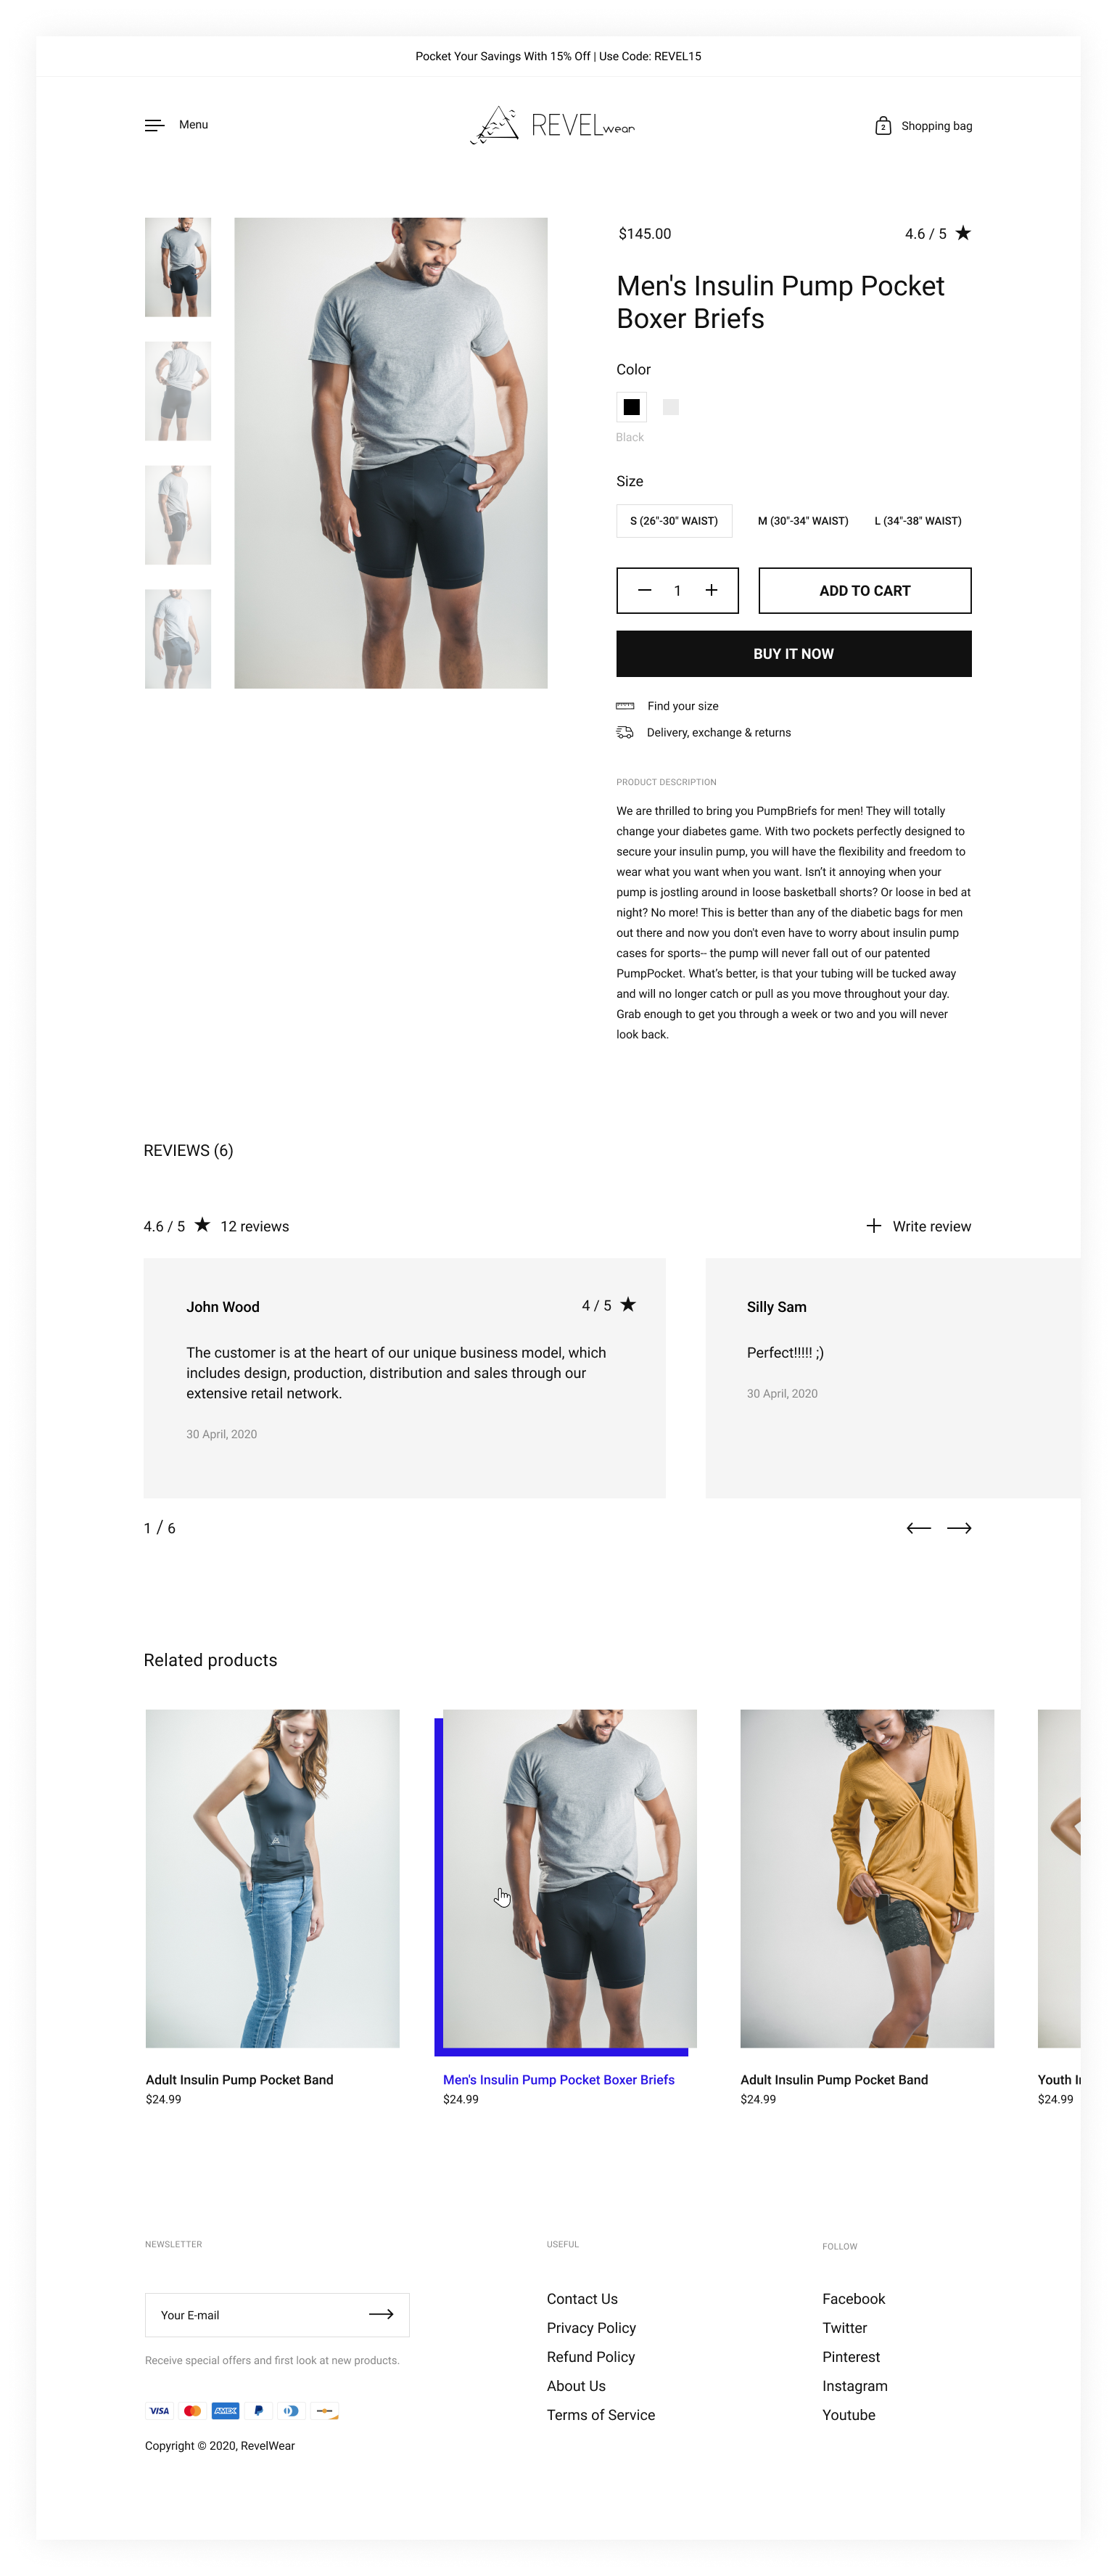 Pocket Your Savings With 15% Off | Use Code: REVEL15
Menu
REVEL wear
2
Shopping bag
$145.00
4.6 / 5
Men's Insulin Pump Pocket
Boxer Briefs
Color
Black
Size
S (26"-30" WAIST)
M (30"-34" WAIST)
L (34"-38" WAIST)
1
ADD TO CART
BUY IT NOW
Find your size
Delivery, exchange & returns
PRODUCT DESCRIPTION
We are thrilled to bring you PumpBriefs for men! They will totally
change your diabetes game. With two pockets perfectly designed to
secure your insulin pump, you will have the flexibility and freedom to
wear what you want when you want. Isn’t it annoying when your
pump is jostling around in loose basketball shorts? Or loose in bed at
night? No more! This is better than any of the diabetic bags for men
out there and now you don't even have to worry about insulin pump
cases for sports-- the pump will never fall out of our patented
PumpPocket. What’s better, is that your tubing will be tucked away
and will no longer catch or pull as you move throughout your day.
Grab enough to get you through a week or two and you will never
look back.
REVIEWS (6)
4.6 / 5
12 reviews
Write review
John Wood
4 / 5
The customer is at the heart of our unique business model, which
includes design, production, distribution and sales through our
extensive retail network.
30 April, 2020
Silly Sam
Perfect!!!!! ;)
30 April, 2020
1 / 6
Related products
Adult Insulin Pump Pocket Band
$24.99
Men's Insulin Pump Pocket Boxer Briefs
$24.99
Adult Insulin Pump Pocket Band
$24.99
Youth
$24.99
NEWSLETTER
Your E-mail
Receive special offers and first look at new products.
VISA
AMEX
Copyright © 2020, RevelWear
USEFUL
Contact Us
Privacy Policy
Refund Policy
About Us
Terms of Service
FOLLOW
Facebook
Twitter
Pinterest
Instagram
Youtube